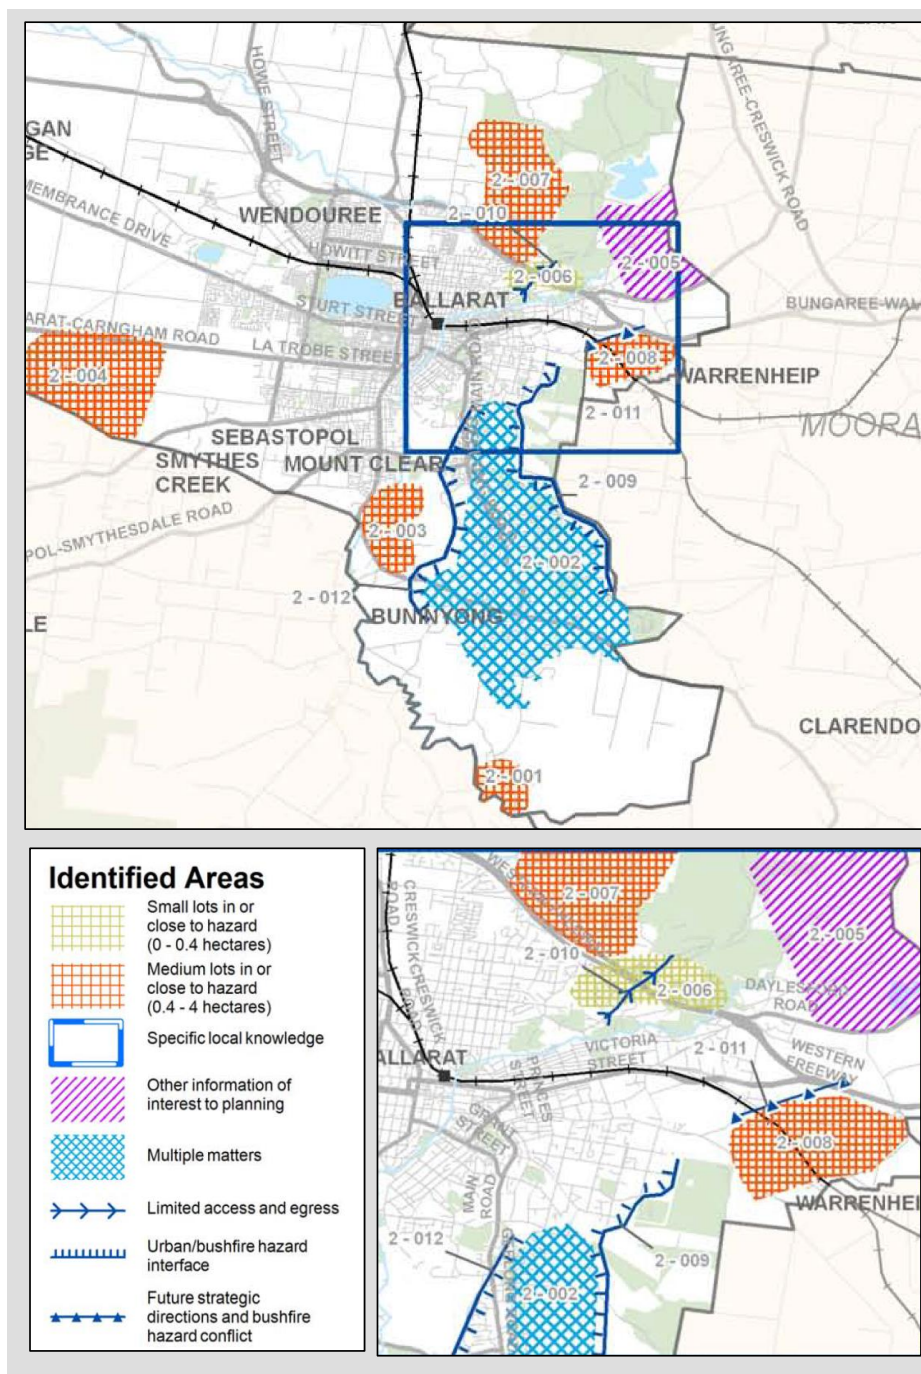 HOWE STREET
BUNGAREE-CRESWICK ROAD
2 - 007
2 - 010
WENDOUREE
HOWITT STREET
2 - 006
2 - 005
STURT STREET
BALLARAT
LA TROBE STREET
2 - 004
2 - 008
WARRENHEIP
2 - 011
MOORA
SEBASTOPOL
SMYTHES
CREEK
MOUNT CLEAR
2 - 009
2 - 003
POL-SMYTHESDALE ROAD
2 - 002
2 - 012
BUNINYONG
LE
CLARENDO
2 - 001
GAN
GE
MEMBRANCE DRIVE
ARAT-CARNGHAM ROAD
BUNGAREE-WAL
Identified Areas
Small lots in or
close to hazard
(0 - 0.4 hectares)
Medium lots in or
close to hazard
(0.4 - 4 hectares)
Specific local knowledge
Other information of
interest to planning
Multiple matters
Limited access and egress
Urban/bushfire hazard
interface
Future strategic
directions and bushfire
hazard conflict
CRESWICK
ROAD
2 - 007
2 - 010
2 - 006
2 - 005
DAYLESFORD
ROAD
VICTORIA
STREET
2 - 011
WESTERN
FREEWAY
ALLARAT
PRINCES
STREET
GRANT
STREET
2 - 008
WARRENHEI
MAIN
ROAD
2 - 012
2 - 009
2 - 002